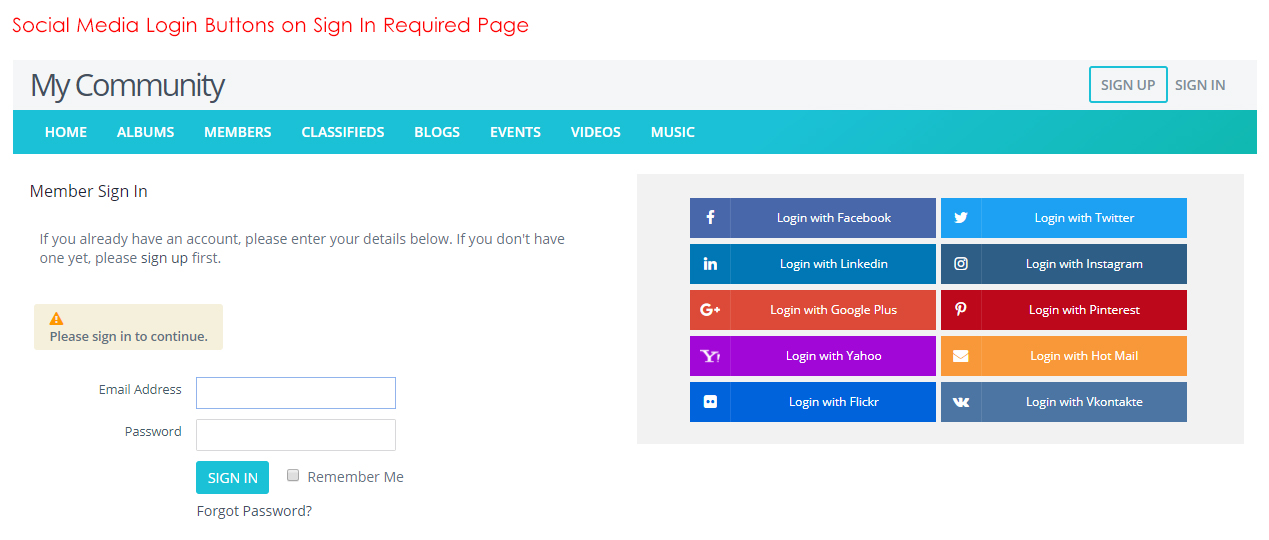 Social Media Login Buttons on Sign In Required Page
My Community
SIGN UP SIGN IN
HOME ALBUMS MEMBERS CLASSIFIEDS BLOGS EVENTS VIDEOS MUSIC
Member Sign In
If you already have an account, please enter your details below. If you don't have
one yet, please sign up first.
Please sign in to continue.
Email Address
Password
SIGN IN Remember Me
Forgot Password?
Login with Facebook
Login with Twitter
Login with Linkedin
Login with Instagram
Login with Google Plus
Login with Pinterest
Login with Yahoo
Login with Hot Mail
Login with Flickr
Login with Vkontakte